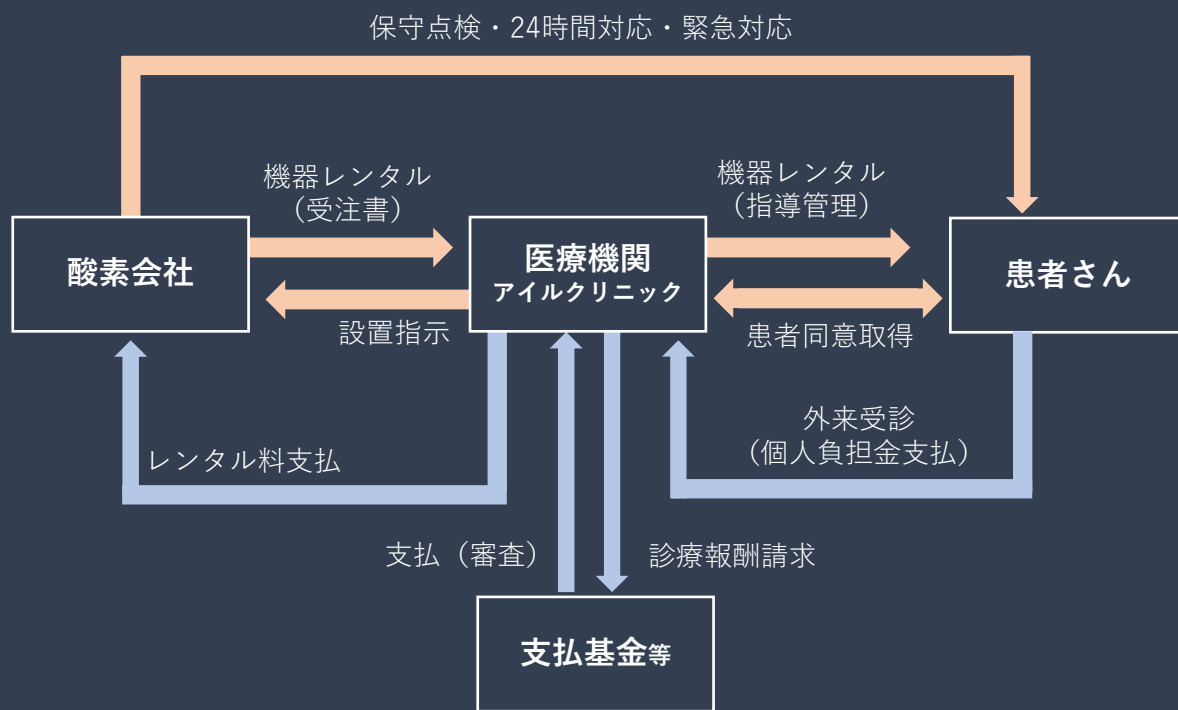 保守点検・24時間対応・緊急対応
機器レンタル
（受注書）
機器レンタル
（指導管理）
酸素会社
医療機関
アイルクリニック
患者さん
設置指示
患者同意取得
レンタル料支払
外来受診
（個人負担金支払）
支払（審査）
診療報酬請求
支払基金等